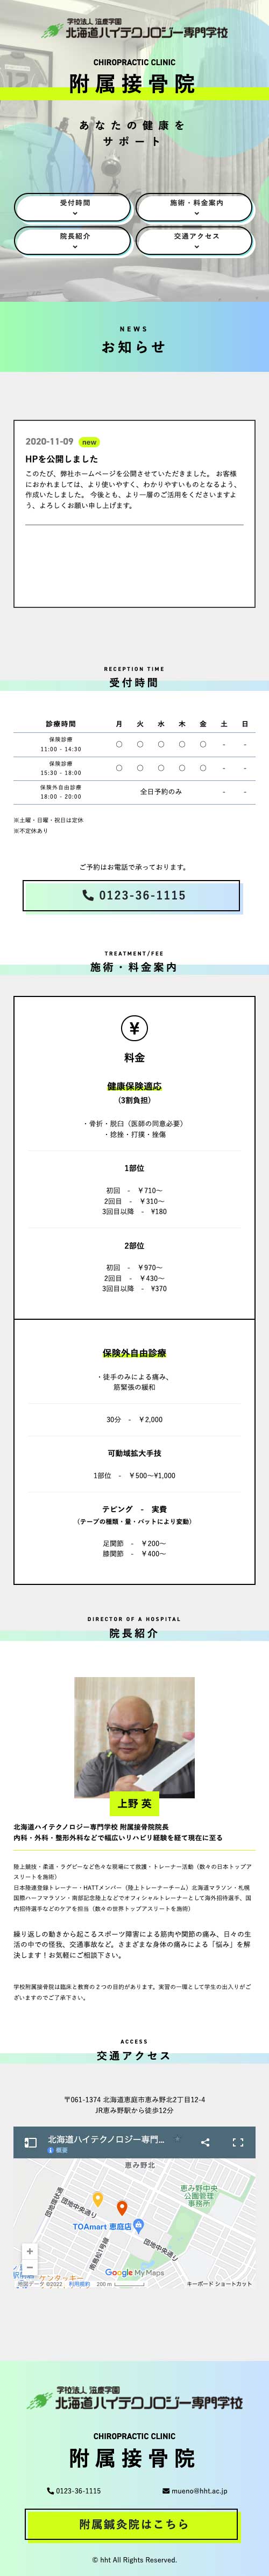 学校法人 滋慶学園
北海道ハイテクノロジー専門学校
CHIROPRACTIC CLINIC
附属接骨院
あなたの健康を
サポート
受付時間
施術・料金案内
院長紹介
交通アクセス
NEWS
お知らせ
2020-11-09 new
HPを公開しました
このたび、弊社ホームページを公開させていただきました。 お客様
におかれましては、より使いやすく、わかりやすいものとなるよう、
作成いたしました。 今後とも、より一層のご活用をくださいますよ
う、よろしくお願い申し上げます。
RECEPTION TIME
受付時間
診療時間 月 火 水 木 金 土 日
保険診療
11:00 - 14:30
〇 〇 〇 〇 〇 - -
保険診療
15:30 - 18:00
〇 〇 〇 〇 〇 - -
保険外自由診療
18:00 - 20:00
全日予約のみ - -
※土曜・日曜・祝日は定休
※不定休あり
ご予約はお電話で承っております。
0123-36-1115
TREATMENT/FEE
施術・料金案内
¥
料金
健康保険適応
(3割負担)
・骨折・脱臼（医師の同意必要）
・捻挫・打撲・挫傷
1部位
初回 - ￥710〜
2回目 - ￥310〜
3回目以降 - ¥180
2部位
初回 - ￥970〜
2回目 - ￥430〜
3回目以降 - ¥370
保険外自由診療
・徒手のみによる痛み、
筋緊張の緩和
30分 - ￥2,000
可動域拡大手技
1部位 - ￥500〜¥1,000
テピング - 実費
（テープの種類・量・パットにより変動）
足関節 - ￥200〜
膝関節 - ￥400〜
DIRECTOR OF A HOSPITAL
院長紹介
上野 英
北海道ハイテクノロジー専門学校 附属接骨院院長
内科・外科・整形外科などで幅広いリハビリ経験を経て現在に至る
陸上競技・柔道・ラグビーなど色々な現場にて救護・トレーナー活動（数々の日本トップア
スリートを施術）
日本陸連登録トレーナー・HATTメンバー（陸上トレーナーチーム）北海道マラソン・札幌
国際ハーフマラソン・南部記念陸上などでオフィシャルトレーナーとして海外招待選手、国
内招待選手などのケアを担当（数々の世界トップアスリートを施術）
繰り返しの動きから起こるスポーツ障害による筋肉や関節の痛み、日々の生
活の中での怪我、交通事故など。さまざまな身体の痛みによる「悩み」を解
決します！お気軽にご相談下さい。
学校附属接骨院は臨床と教育の２つの目的があります。実習の一環として学生の出入りがご
ざいますのでご了承下さい。
ACCESS
交通アクセス
〒061-1374 北海道恵庭市恵み野北2丁目12-4
JR恵み野駅から徒歩12分
北海道ハイテクノロジー専門...
概要
恵み野北
恵み野中央
公園管理
事務所
団地環状通
団地中央通り
TOAmart 恵庭店
南島松1号線
団地中央通り
ケンタッキー
Google My Maps
地図データ ©2022 利用規約 200 m キーボード ショートカット
学校法人 滋慶学園
北海道ハイテクノロジー専門学校
CHIROPRACTIC CLINIC
附属接骨院
0123-36-1115
mueno@hht.ac.jp
附属鍼灸院はこちら
© hht All Rights Reserved.